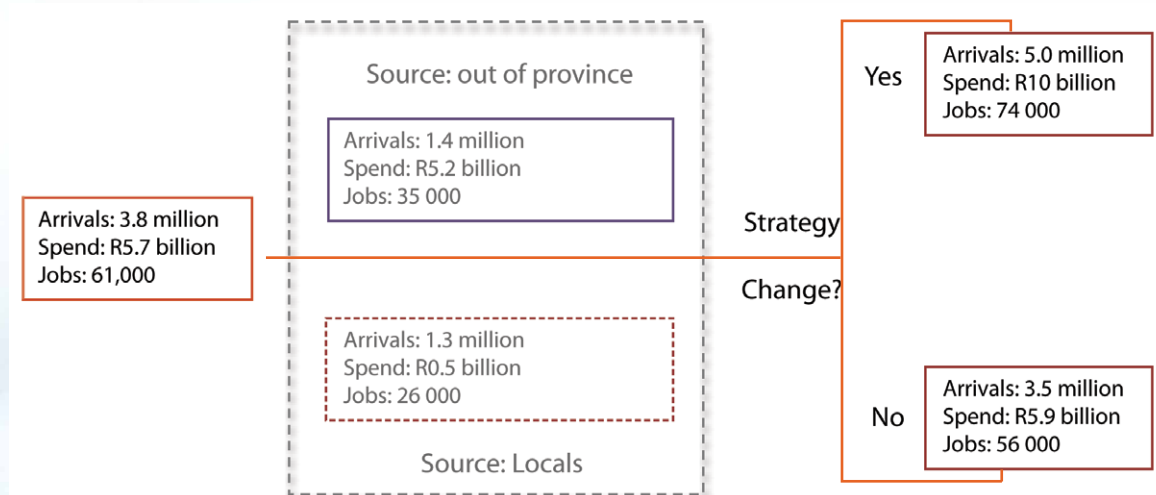 Arrivals: 3.8 million
Spend: R5.7 billion
Jobs: 61,000
Source: out of province
Arrivals: 1.4 million
Spend: R5.2 billion
Jobs: 35 000
Arrivals: 1.3 million
Spend: R0.5 billion
Jobs: 26 000
Source: Locals
Strategy
Change?
Yes
Arrivals: 5.0 million
Spend: R10 billion
Jobs: 74 000
No
Arrivals: 3.5 million
Spend: R5.9 billion
Jobs: 56 000